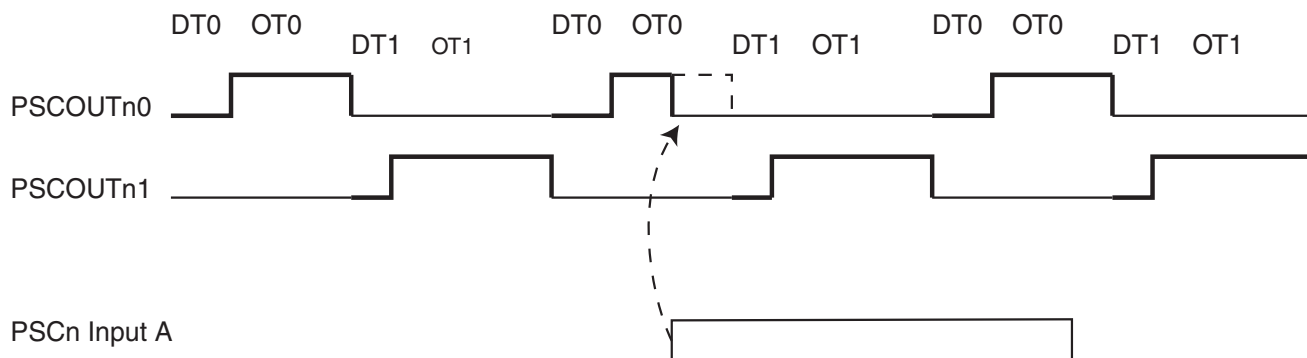 DT0 OT0 DT0 OT0 DT0 OT0
DT1 OT1 DT1 OT1 DT1 OT1
PSCOUTn0
PSCOUTn1
PSCn Input A